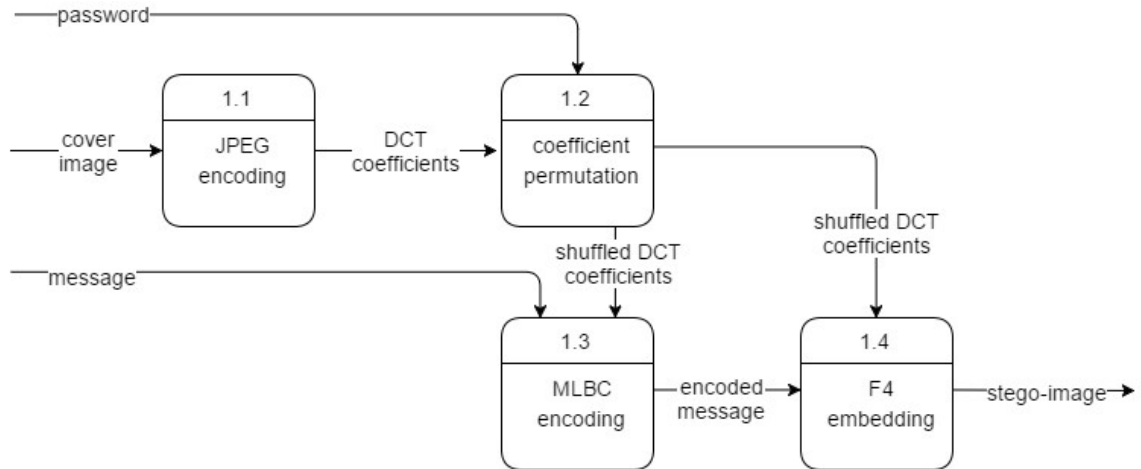 password
1.1
JPEG
encoding
cover
image
DCT
coefficients
1.2
coefficient
permutation
shuffled DCT
coefficients
shuffled DCT
coefficients
message
1.3
MLBC
encoding
encoded
message
1.4
F4
embedding
stego-image